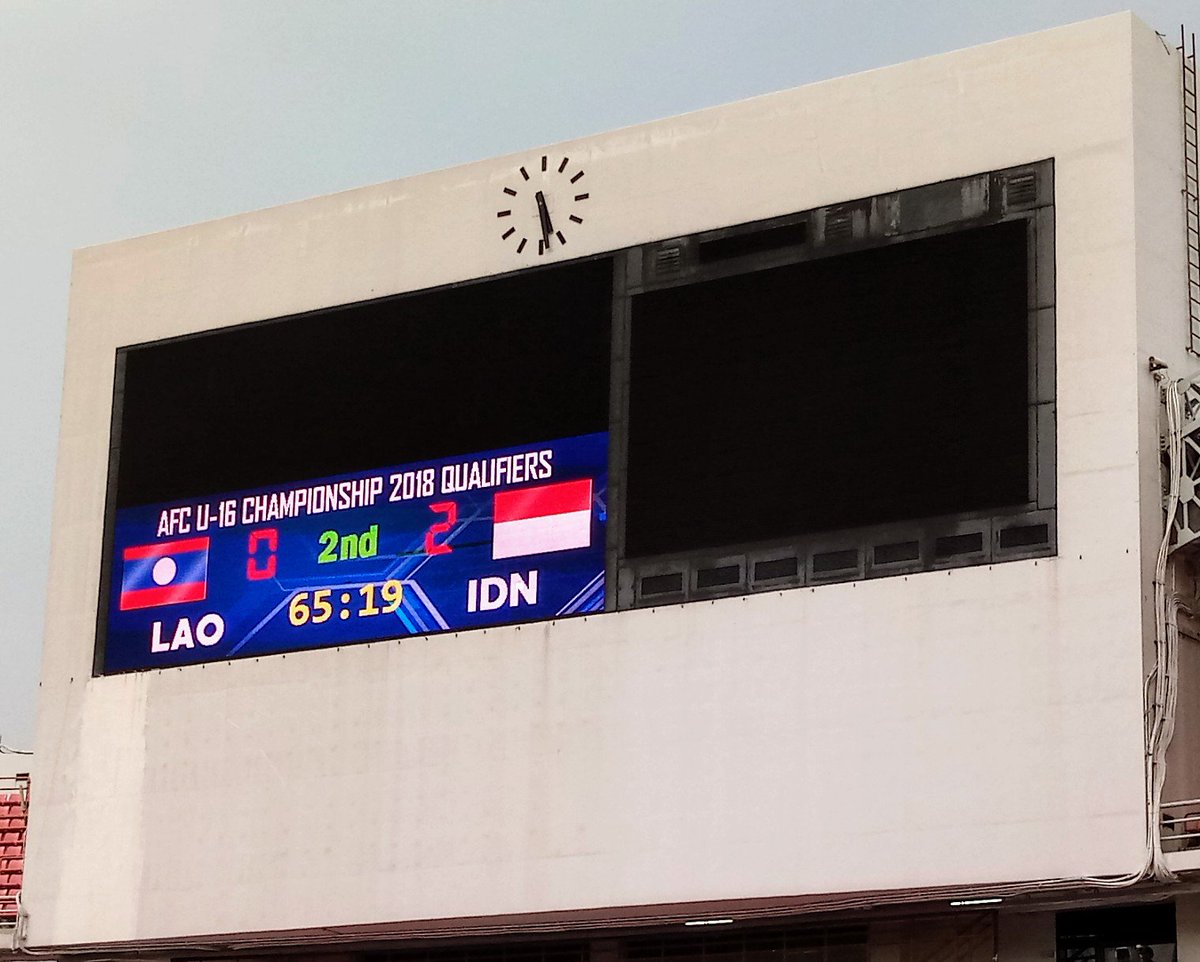 AFC U-16 CHAMPIONSHIP 2018 QUALIFIERS
0 2nd 2
65:19
LAO IDN